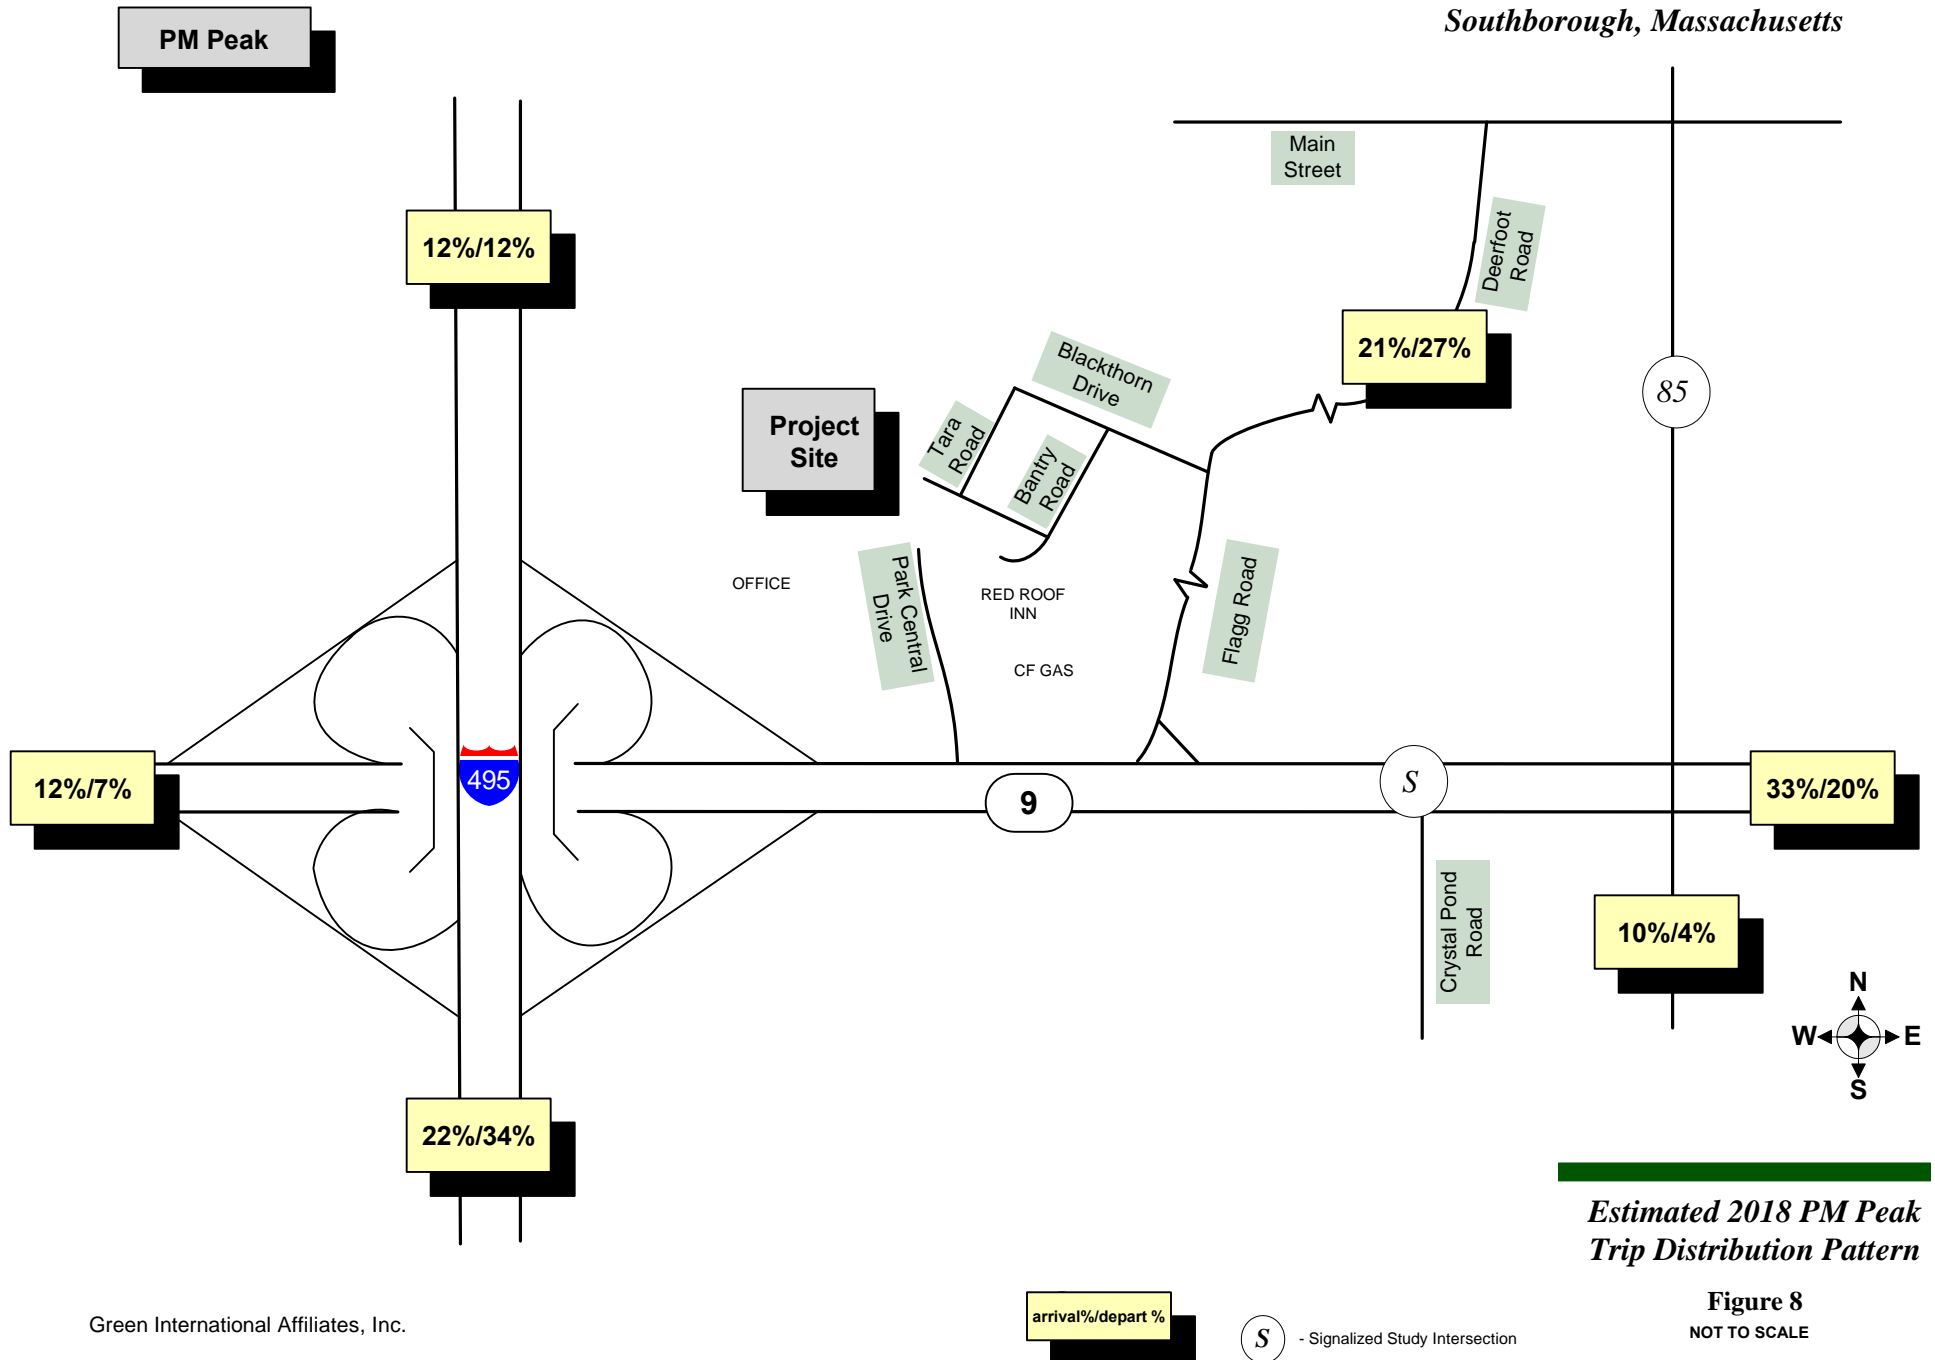 Southborough, Massachusetts
PM Peak
Main
Street
Deerfoot
Road
12%/12%
21%/27%
Blackthorn
Drive
85
Project
Site
Tara
Road
Bantry
Road
Park Central
Drive
OFFICE
RED ROOF
INN
Flagg Road
CF GAS
12%/7%
495
9
S
33%/20%
Crystal Pond
Road
10%/4%
N
W
E
S
22%/34%
Estimated 2018 PM Peak
Trip Distribution Pattern
Figure 8
NOT TO SCALE
Green International Affiliates, Inc.
arrival%/depart %
S - Signalized Study Intersection